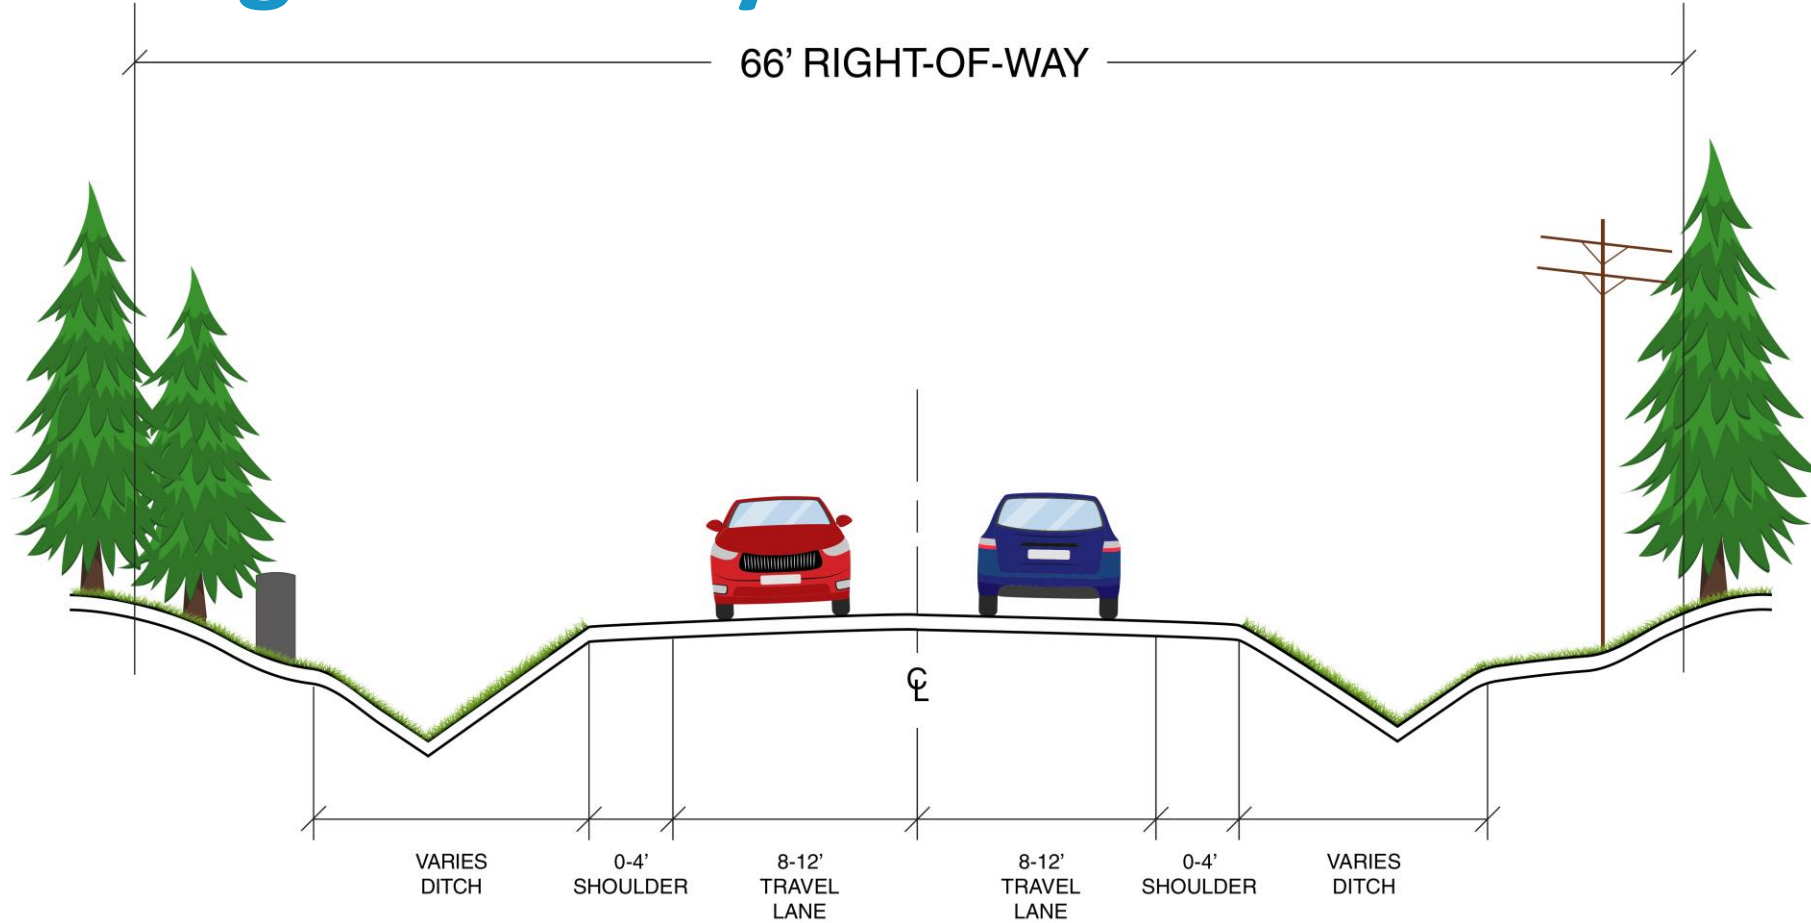 66’ RIGHT-OF-WAY
℄
VARIES
DITCH
0-4’
SHOULDER
8-12’
TRAVEL
LANE
8-12’
TRAVEL
LANE
0-4’
SHOULDER
VARIES
DITCH